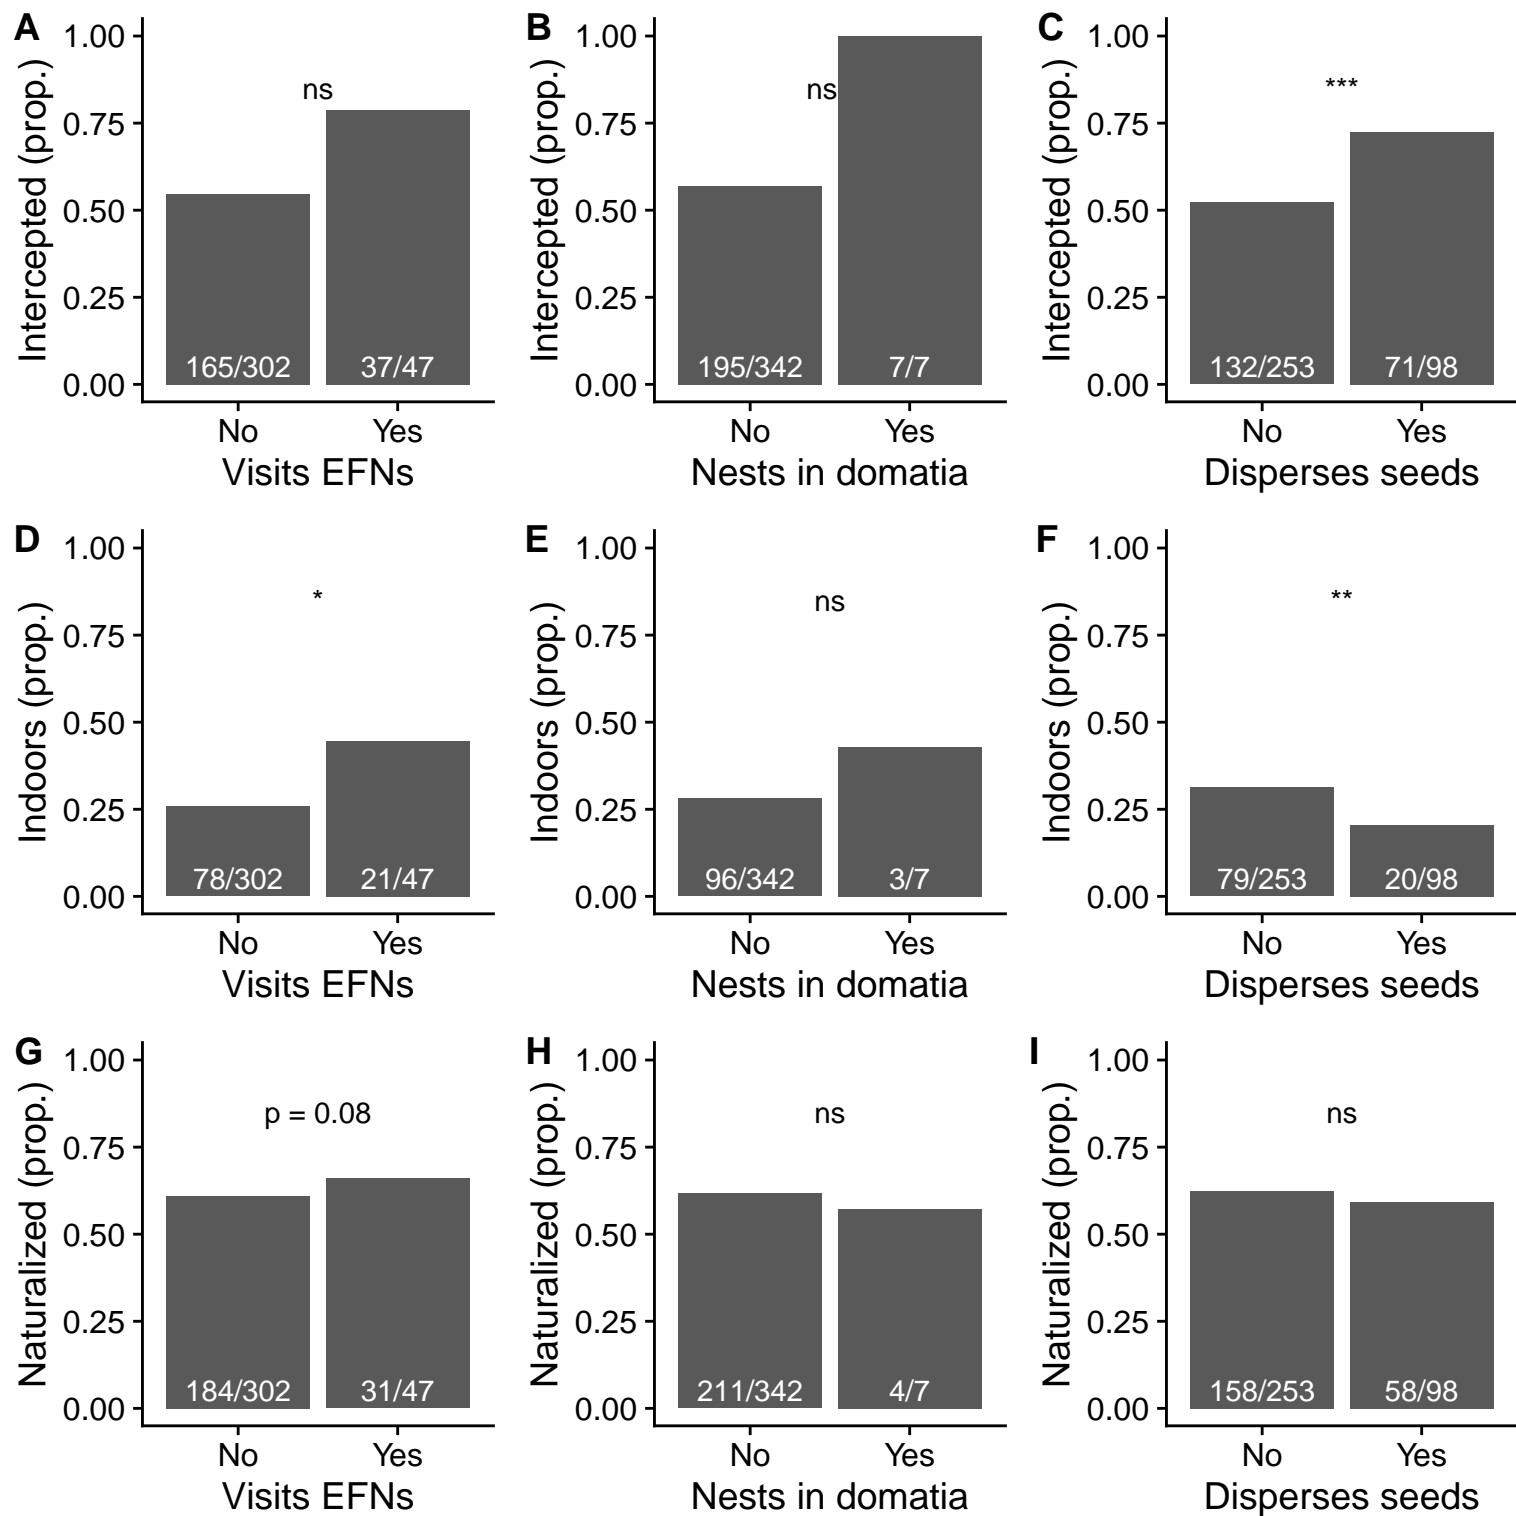 A
Intercepted (prop.)
1.00
0.75
0.50
0.25
0.00
ns
165/302
37/47
No
Yes
Visits EFNs
B
Intercepted (prop.)
1.00
0.75
0.50
0.25
0.00
ns
195/342
7/7
No
Yes
Nests in domatia
C
Intercepted (prop.)
1.00
0.75
0.50
0.25
0.00
***
132/253
71/98
No
Yes
Disperses seeds
D
Indoors (prop.)
1.00
0.75
0.50
0.25
0.00
*
78/302
21/47
No
Yes
Visits EFNs
E
Indoors (prop.)
1.00
0.75
0.50
0.25
0.00
ns
96/342
3/7
No
Yes
Nests in domatia
F
Indoors (prop.)
1.00
0.75
0.50
0.25
0.00
**
79/253
20/98
No
Yes
Disperses seeds
G
Naturalized (prop.)
1.00
0.75
0.50
0.25
0.00
p = 0.08
184/302
31/47
No
Yes
Visits EFNs
H
Naturalized (prop.)
1.00
0.75
0.50
0.25
0.00
ns
211/342
4/7
No
Yes
Nests in domatia
I
Naturalized (prop.)
1.00
0.75
0.50
0.25
0.00
ns
158/253
58/98
No
Yes
Disperses seeds